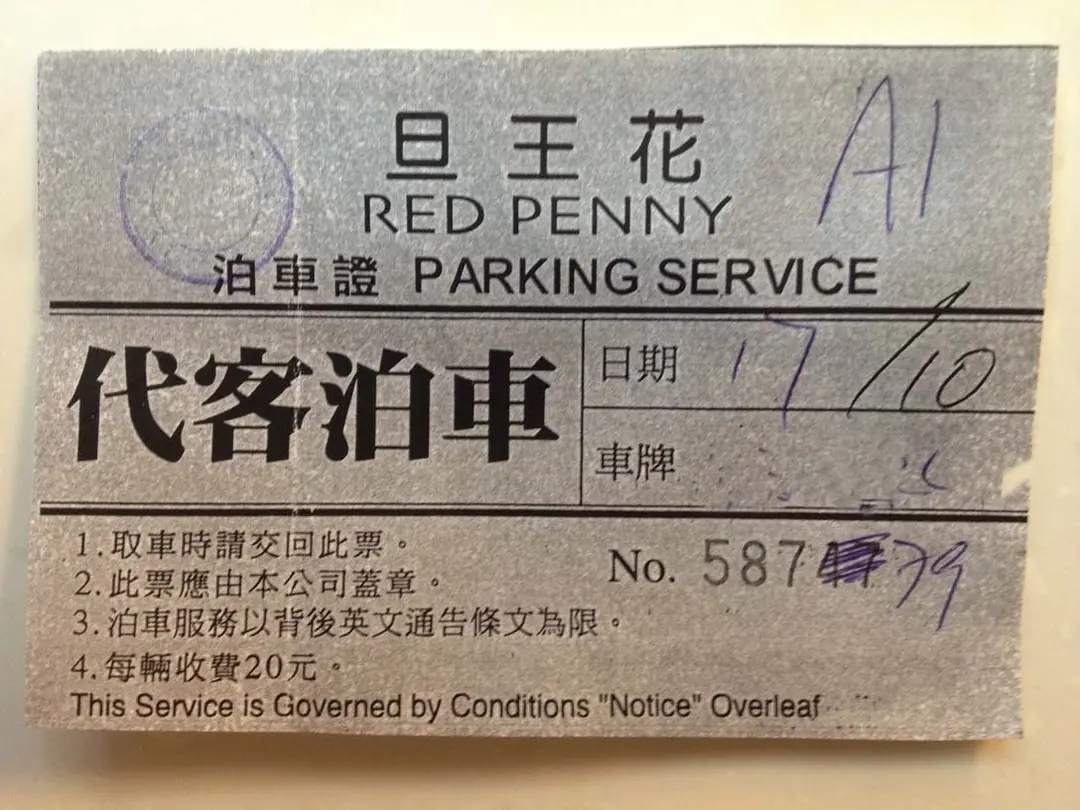 旦王花
A1
RED PENNY
泊車證 PARKING SERVICE
代客泊車
日期 17/10
車牌
1.取車時請交回此票。
2.此票應由本公司蓋章。
No. 587 79
3.泊車服務以背後英文通告條文為限。
4.每輛收費20元。
This Service is Governed by Conditions "Notice" Overleaf